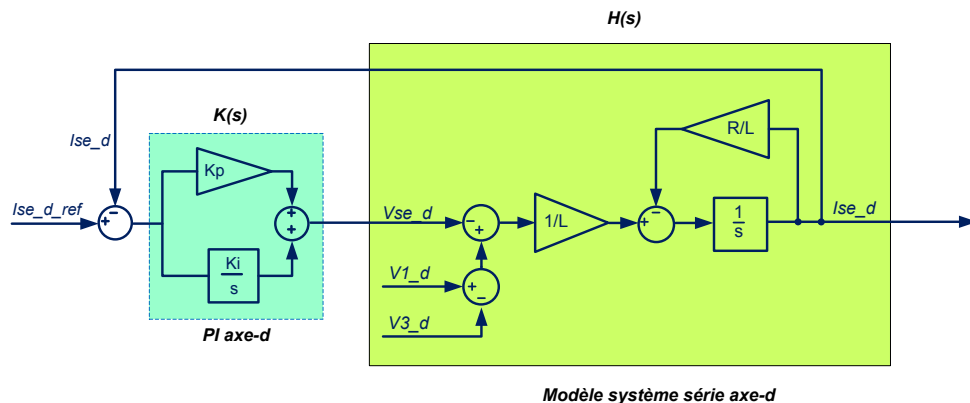 H(s)
K(s)
Ise_d
Kp
R/L
Ise_d_ref
+
-
+
+
Vse_d
-
+
1/L
+
-
1
s
Ise_d
Ki
s
V1_d
+
-
V3_d
PI axe-d
Modèle système série axe-d